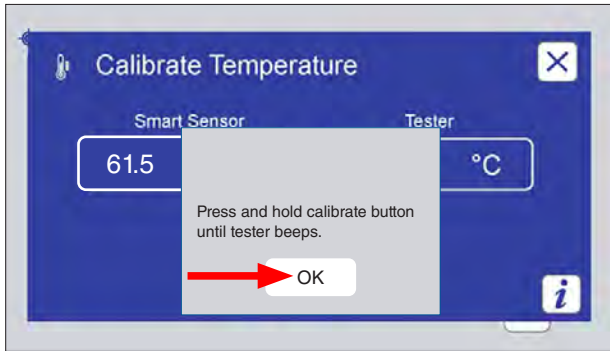 Calibrate Temperature
Smart Sensor Tester
61.5 °C
Press and hold calibrate button
until tester beeps.
OK
i